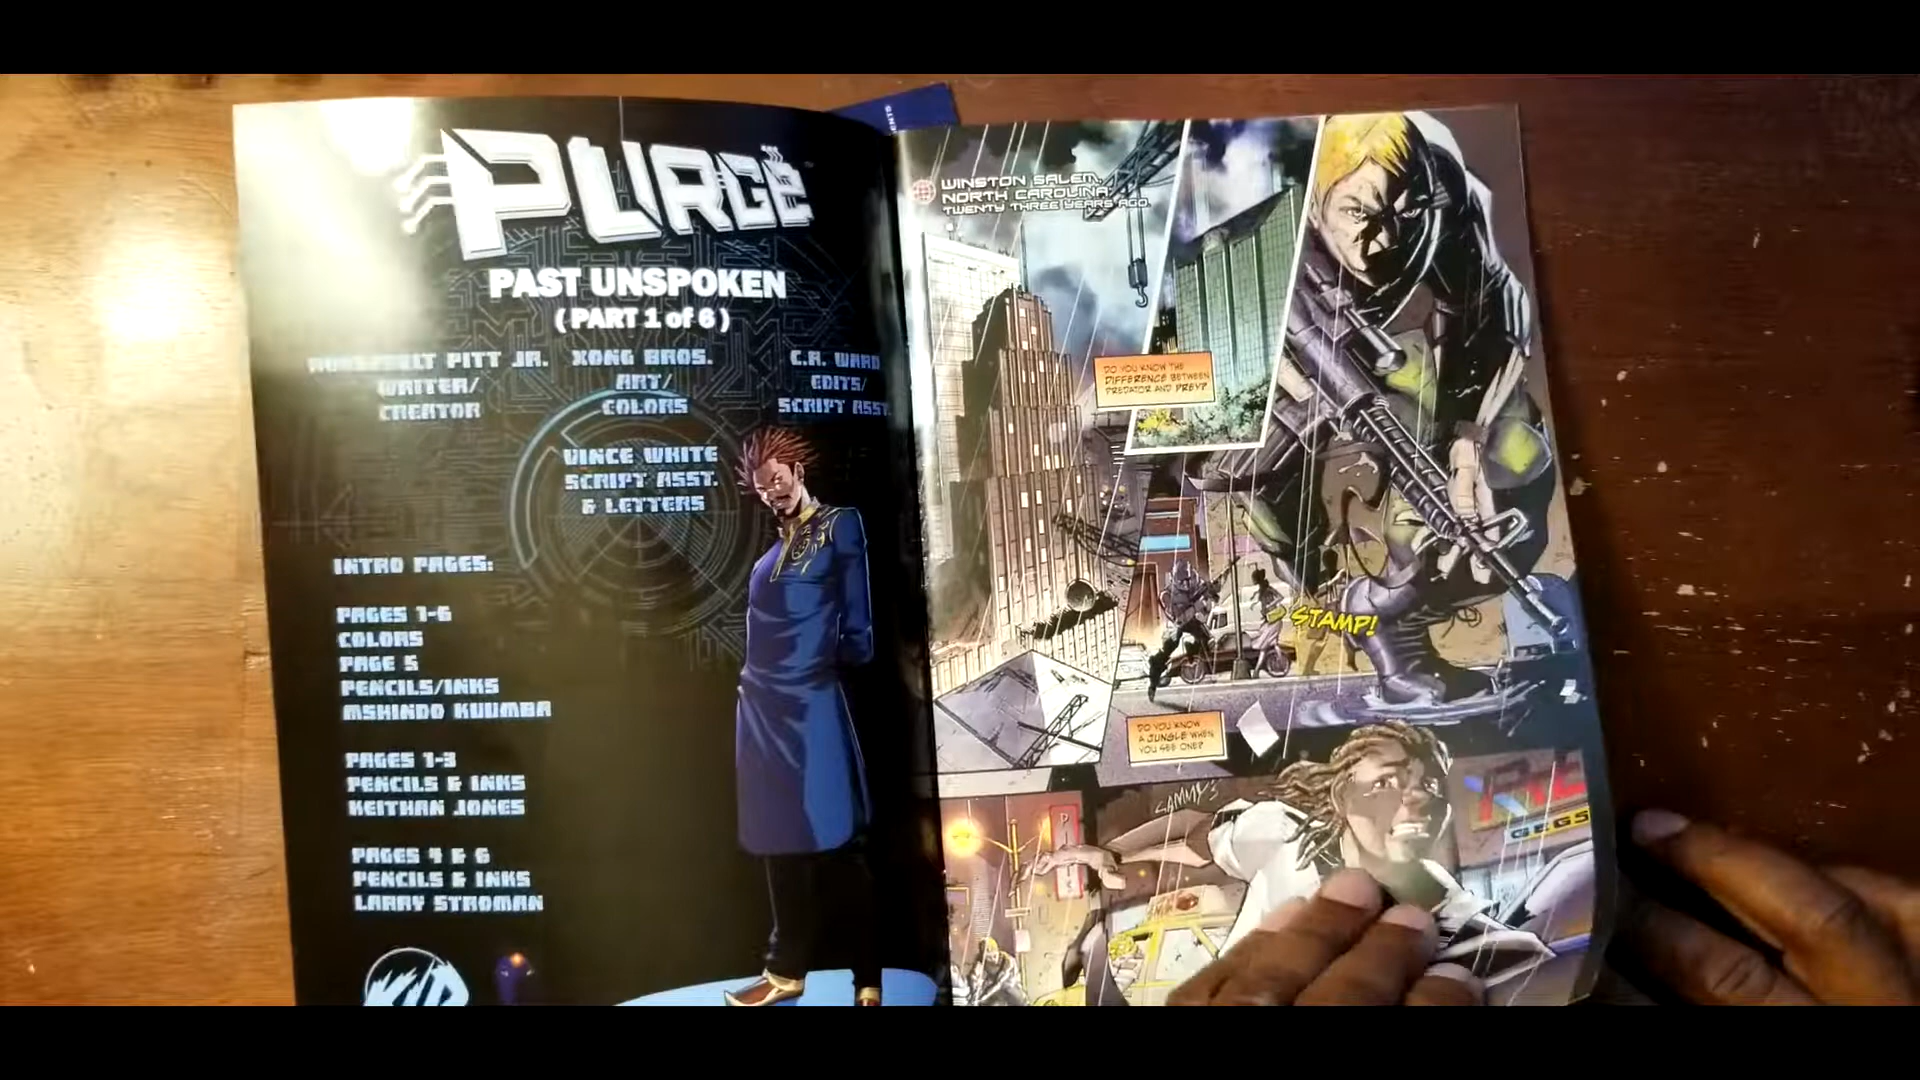 PURGE
PAST UNSPOKEN
(PART 1 of 6)
ROOSEVELT PITT JR.
WRITER/
CREATOR
XONG BROS.
ART/
COLORS
C.A. WARD
EDITS/
SCRIPT ASST.
VINCE WHITE
SCRIPT ASST.
& LETTERS
INTRO PAGES:
PAGES 1-6
COLORS
PAGE 5
PENCILS/INKS
MSHINDO KUUMBA
PAGES 1-3
PENCILS & INKS
KEITHAN JONES
PAGES 4 & 6
PENCILS & INKS
LARRY STROMAN
ENTS
WINSTON SALEM,
NORTH CAROLINA.
TWENTY THREE YEARS AGO.
DO YOU KNOW THE
DIFFERENCE BETWEEN
PREDATOR AND PREY?
STAMP!
DO YOU KNOW
A JUNGLE WHEN
YOU SEE ONE?
SAMMY'S